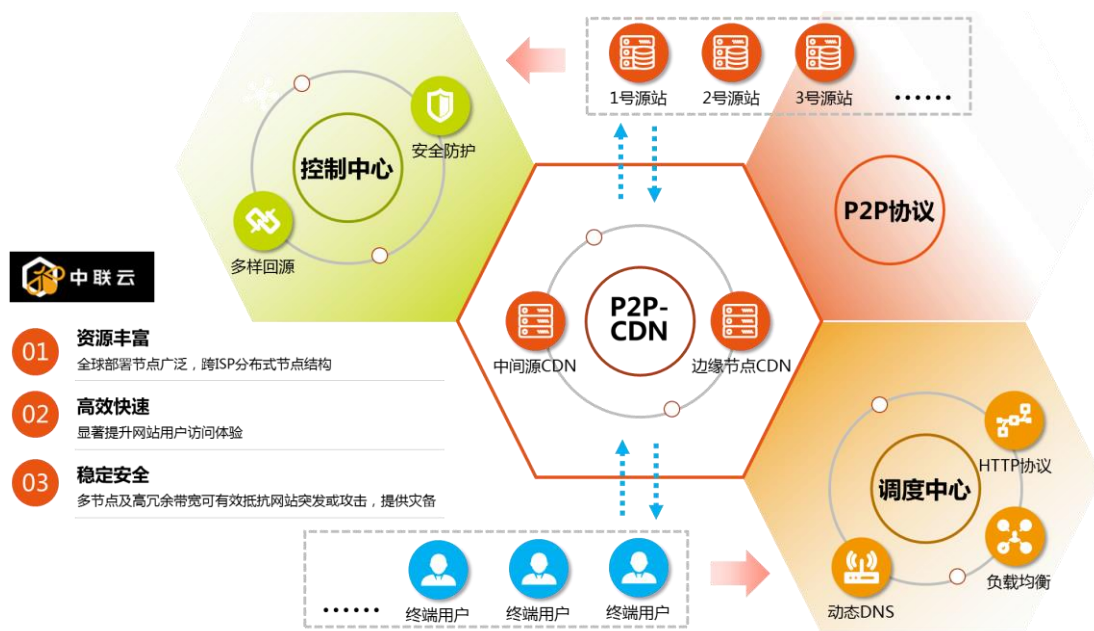 1号源站
2号源站
3号源站
......
安全防护
控制中心
多样回源
P2P协议
中联云
P2P-
CDN
中间源CDN
边缘节点CDN
01
资源丰富
全球部署节点广泛，跨ISP分布式节点结构
02
高效快速
显著提升网站用户访问体验
03
稳定安全
多节点及高冗余带宽可有效抵抗网站突发或攻击，提供灾备
HTTP协议
调度中心
负载均衡
动态DNS
......
终端用户
终端用户
终端用户